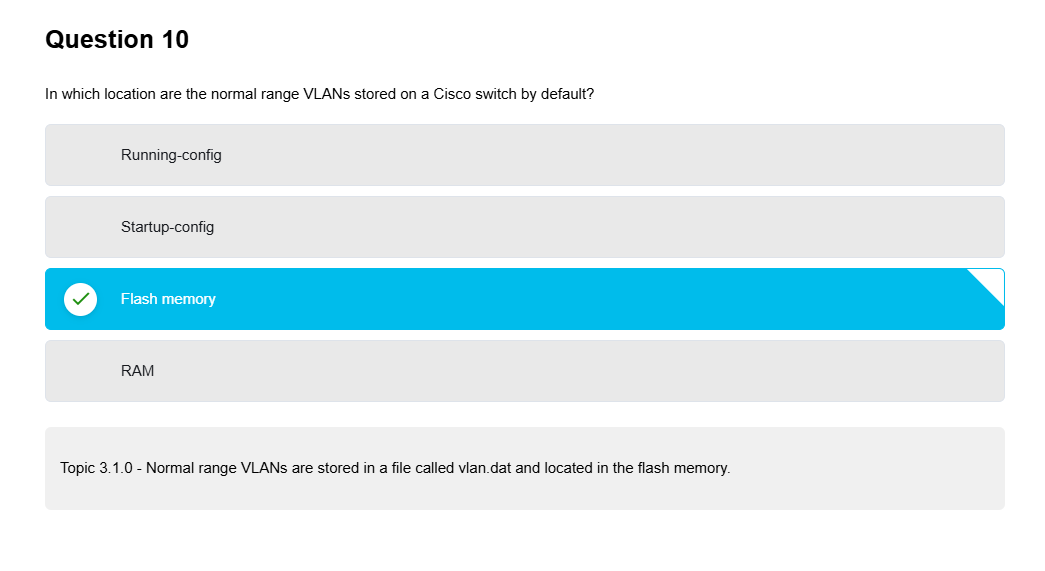 Question 10
In which location are the normal range VLANs stored on a Cisco switch by default?
Running-config
Startup-config
Flash memory
RAM
Topic 3.1.0 - Normal range VLANs are stored in a file called vlan.dat and located in the flash memory.